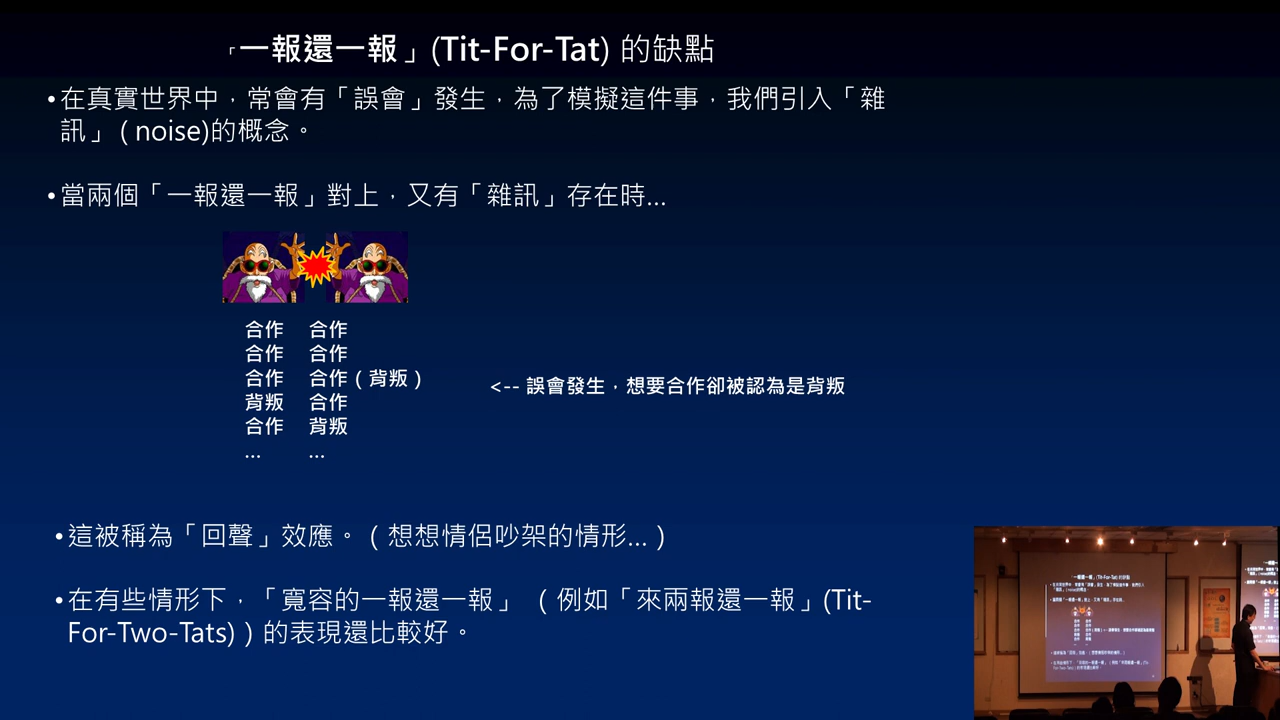 「一報還一報」(Tit-For-Tat) 的缺點
•在真實世界中，常會有「誤會」發生，為了模擬這件事，我們引入「雜
訊」（noise)的概念。
•當兩個「一報還一報」對上，又有「雜訊」存在時...
合作 合作
合作 合作
合作 合作（背叛） <-- 誤會發生，想要合作卻被認為是背叛
背叛 合作
合作 背叛
... ...
•這被稱為「回聲」效應。（想想情侶吵架的情形...）
•在有些情形下，「寬容的一報還一報」（例如「來兩報還一報」(Tit-
For-Two-Tats)）的表現還比較好。